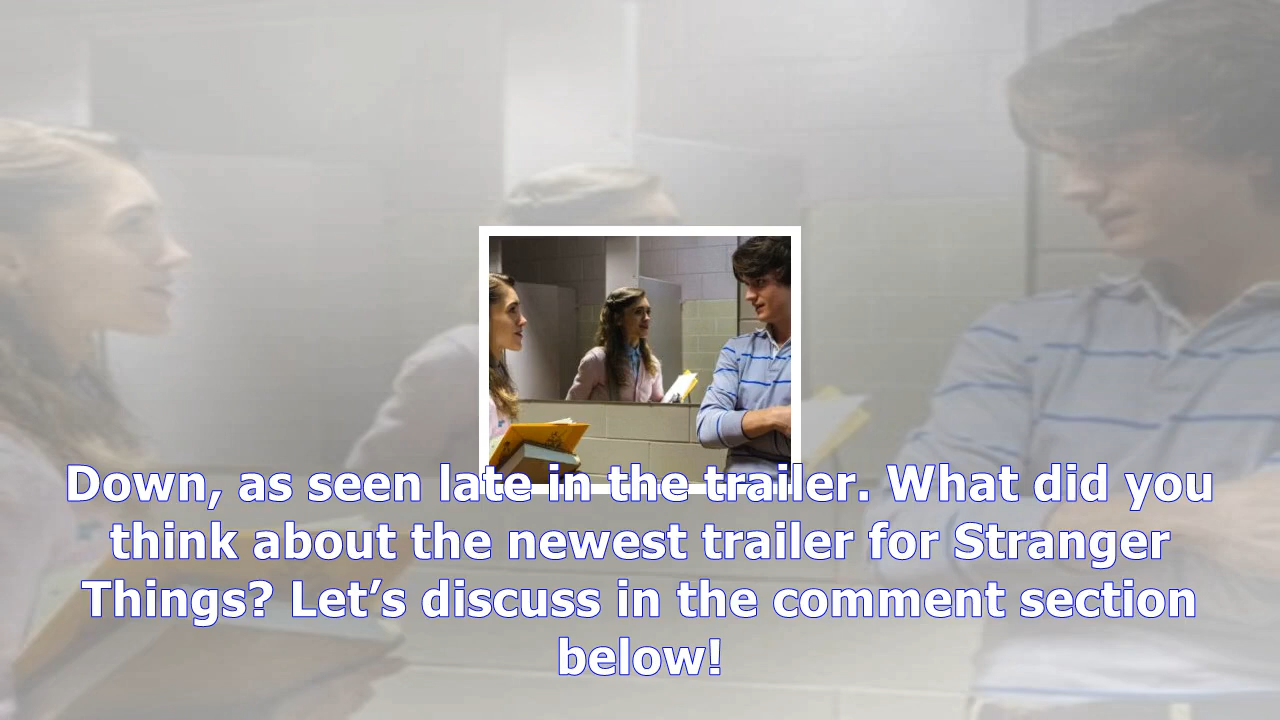 Down, as seen late in the trailer. What did you
think about the newest trailer for Stranger
Things? Let’s discuss in the comment section
below!